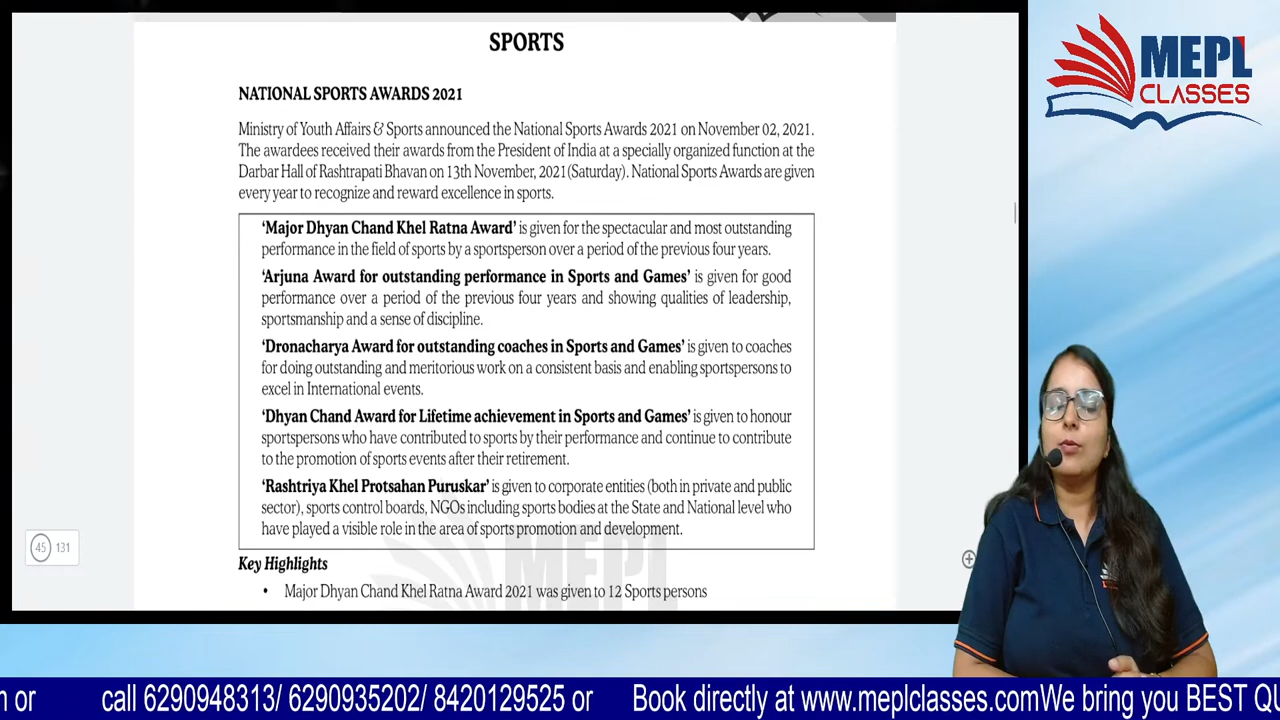 SPORTS
NATIONAL SPORTS AWARDS 2021
Ministry of Youth Affairs & Sports announced the National Sports Awards 2021 on November 02, 2021.
The awardees received their awards from the President of India at a specially organized function at the
Darbar Hall of Rashtrapati Bhavan on 13th November, 2021(Saturday). National Sports Awards are given
every year to recognize and reward excellence in sports.
‘Major Dhyan Chand Khel Ratna Award’ is given for the spectacular and most outstanding
performance in the field of sports by a sportsperson over a period of the previous four years.
‘Arjuna Award for outstanding performance in Sports and Games’ is given for good
performance over a period of the previous four years and showing qualities of leadership,
sportsmanship and a sense of discipline.
‘Dronacharya Award for outstanding coaches in Sports and Games’ is given to coaches
for doing outstanding and meritorious work on a consistent basis and enabling sportspersons to
excel in International events.
‘Dhyan Chand Award for Lifetime achievement in Sports and Games’ is given to honour
sportspersons who have contributed to sports by their performance and continue to contribute
to the promotion of sports events after their retirement.
‘Rashtriya Khel Protsahan Puruskar’ is given to corporate entities (both in private and public
sector), sports control boards, NGOs including sports bodies at the State and National level who
have played a visible role in the area of sports promotion and development.
Key Highlights
• Major Dhyan Chand Khel Ratna Award 2021 was given to 12 Sports persons
MEPL
45 131
MEPL
CLASSES
or call 6290948313/ 6290935202/ 8420129525 or Book directly at www.meplclasses.comWe bring you BEST